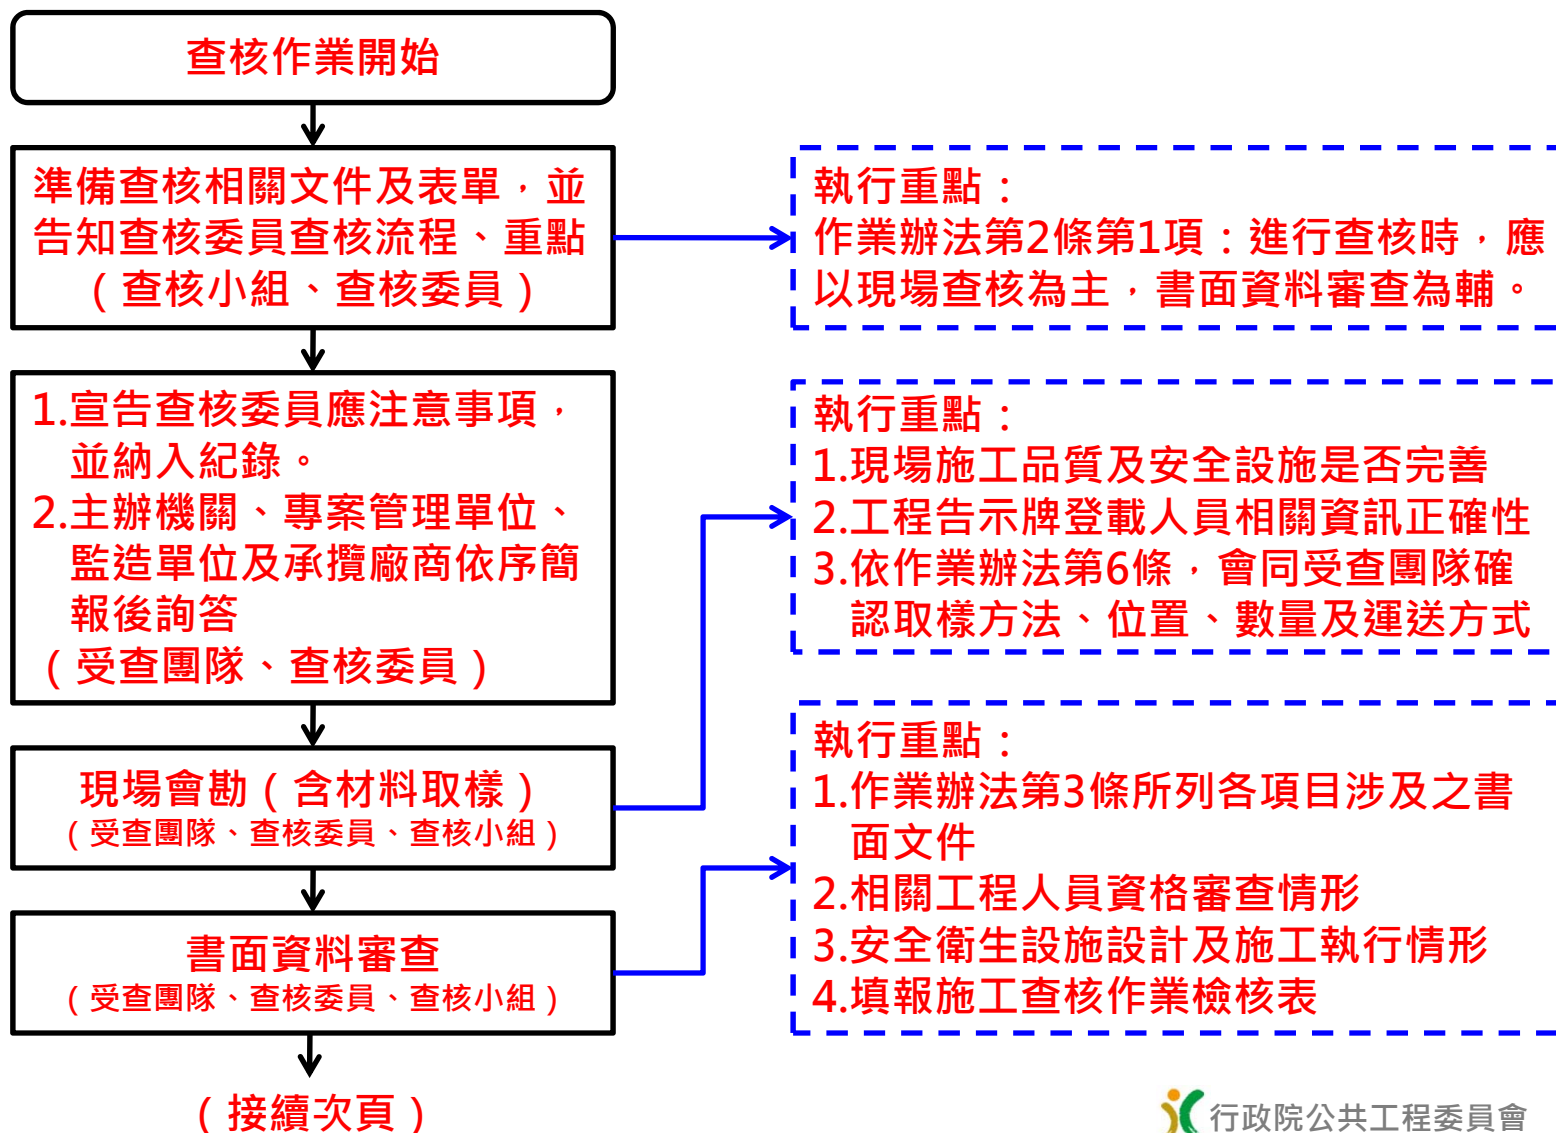 查核作業開始
準備查核相關文件及表單，並
告知查核委員查核流程、重點
（查核小組、查核委員）
執行重點：
作業辦法第2條第1項：進行查核時，應
以現場查核為主，書面資料審查為輔。
1.宣告查核委員應注意事項，
並納入紀錄。
2.主辦機關、專案管理單位、
監造單位及承攬廠商依序簡
報後詢答
（受查團隊、查核委員）
執行重點：
1.現場施工品質及安全設施是否完善
2.工程告示牌登載人員相關資訊正確性
3.依作業辦法第6條，會同受查團隊確
認取樣方法、位置、數量及運送方式
現場會勘（含材料取樣）
（受查團隊、查核委員、查核小組）
執行重點：
1.作業辦法第3條所列各項目涉及之書
面文件
2.相關工程人員資格審查情形
3.安全衛生設施設計及施工執行情形
4.填報施工查核作業檢核表
書面資料審查
（受查團隊、查核委員、查核小組）
（接續次頁）
行政院公共工程委員會